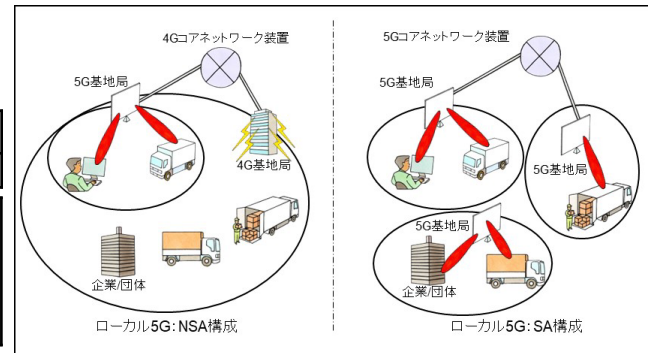 4Gコアネットワーク装置
5G基地局
4G基地局
企業/団体
ローカル5G:NSA構成
5Gコアネットワーク装置
5G基地局
5G基地局
5G基地局
企業/団体
ローカル5G:SA構成